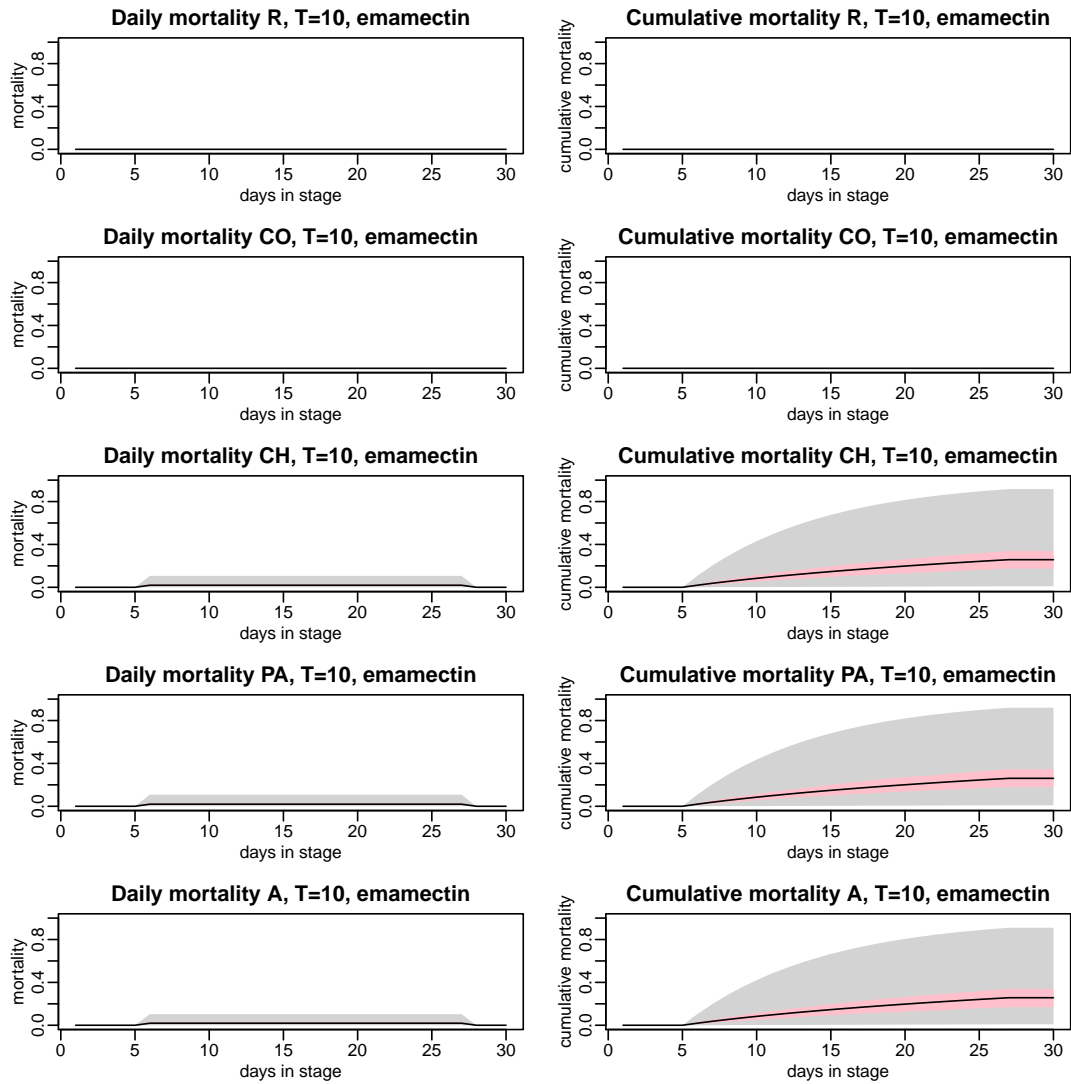 Daily mortality R, T=10, emamectin
mortality
0.0 0.4 0.8
0 5 10 15 20 25 30
days in stage
Cumulative mortality R, T=10, emamectin
cumulative mortality
0.0 0.4 0.8
0 5 10 15 20 25 30
days in stage
Daily mortality CO, T=10, emamectin
mortality
0.0 0.4 0.8
0 5 10 15 20 25 30
days in stage
Cumulative mortality CO, T=10, emamectin
cumulative mortality
0.0 0.4 0.8
0 5 10 15 20 25 30
days in stage
Daily mortality CH, T=10, emamectin
mortality
0.0 0.4 0.8
0 5 10 15 20 25 30
days in stage
Cumulative mortality CH, T=10, emamectin
cumulative mortality
0.0 0.4 0.8
0 5 10 15 20 25 30
days in stage
Daily mortality PA, T=10, emamectin
mortality
0.0 0.4 0.8
0 5 10 15 20 25 30
days in stage
Cumulative mortality PA, T=10, emamectin
cumulative mortality
0.0 0.4 0.8
0 5 10 15 20 25 30
days in stage
Daily mortality A, T=10, emamectin
mortality
0.0 0.4 0.8
0 5 10 15 20 25 30
days in stage
Cumulative mortality A, T=10, emamectin
cumulative mortality
0.0 0.4 0.8
0 5 10 15 20 25 30
days in stage